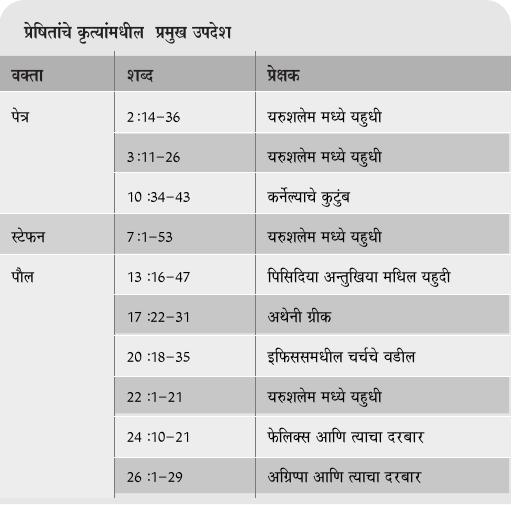 प्रेषितांचे कृत्यांमधील प्रमुख उपदेश
वक्ता शब्द प्रेक्षक
पेत्र 2:14–36 यरुशलेम मध्ये यहुधी
3:11–26 यरुशलेम मध्ये यहुधी
10:34–43 कर्नेल्याचे कुटुंब
स्टेफन 7:1–53 यरुशलेम मध्ये यहुधी
पौल 13:16–47 पिसिदिया अन्तुखिया मधिल यहुदी
17:22–31 अथेनी ग्रीक
20:18–35 इफिससमधील चर्चचे वडील
22:1–21 यरुशलेम मध्ये यहुधी
24:10–21 फेलिक्स आणि त्याचा दरबार
26:1–29 अग्रिप्पा आणि त्याचा दरबार